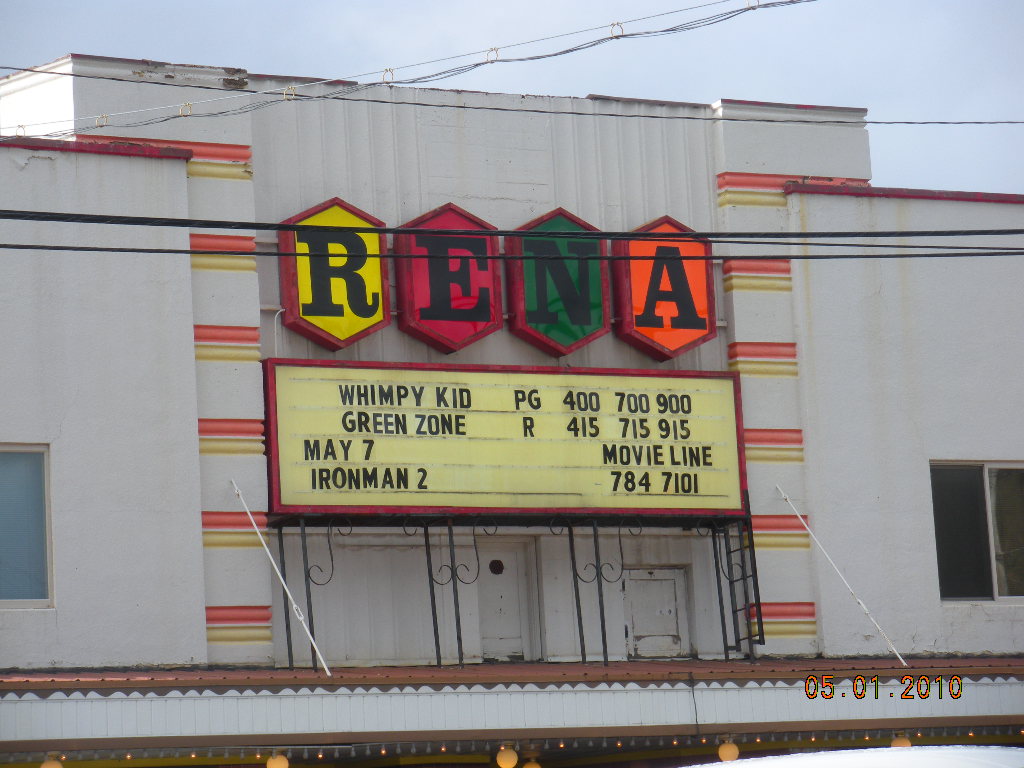 RENA
WHIMPY KID PG 400 700 900
GREEN ZONE R 415 715 915
MAY 7 MOVIE LINE
IRONMAN 2 784 7101
05.01.2010